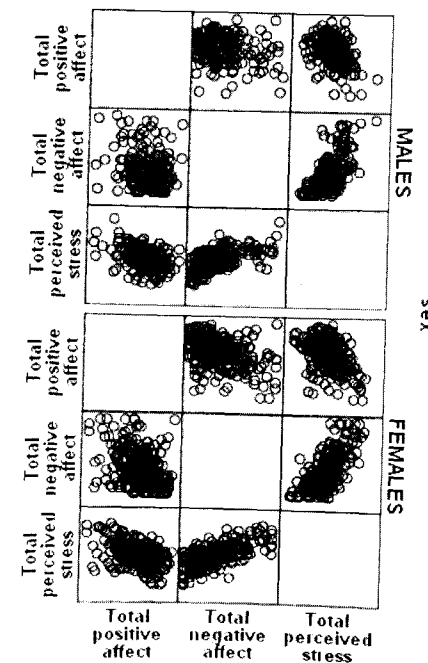 Total
positive
affect
Total
negative
affect
Total
perceived
stress
MALES
sex
Total
positive
affect
Total
negative
affect
Total
perceived
stress
FEMALES
Total
positive
affect
Total
negative
affect
Total
perceived
stress